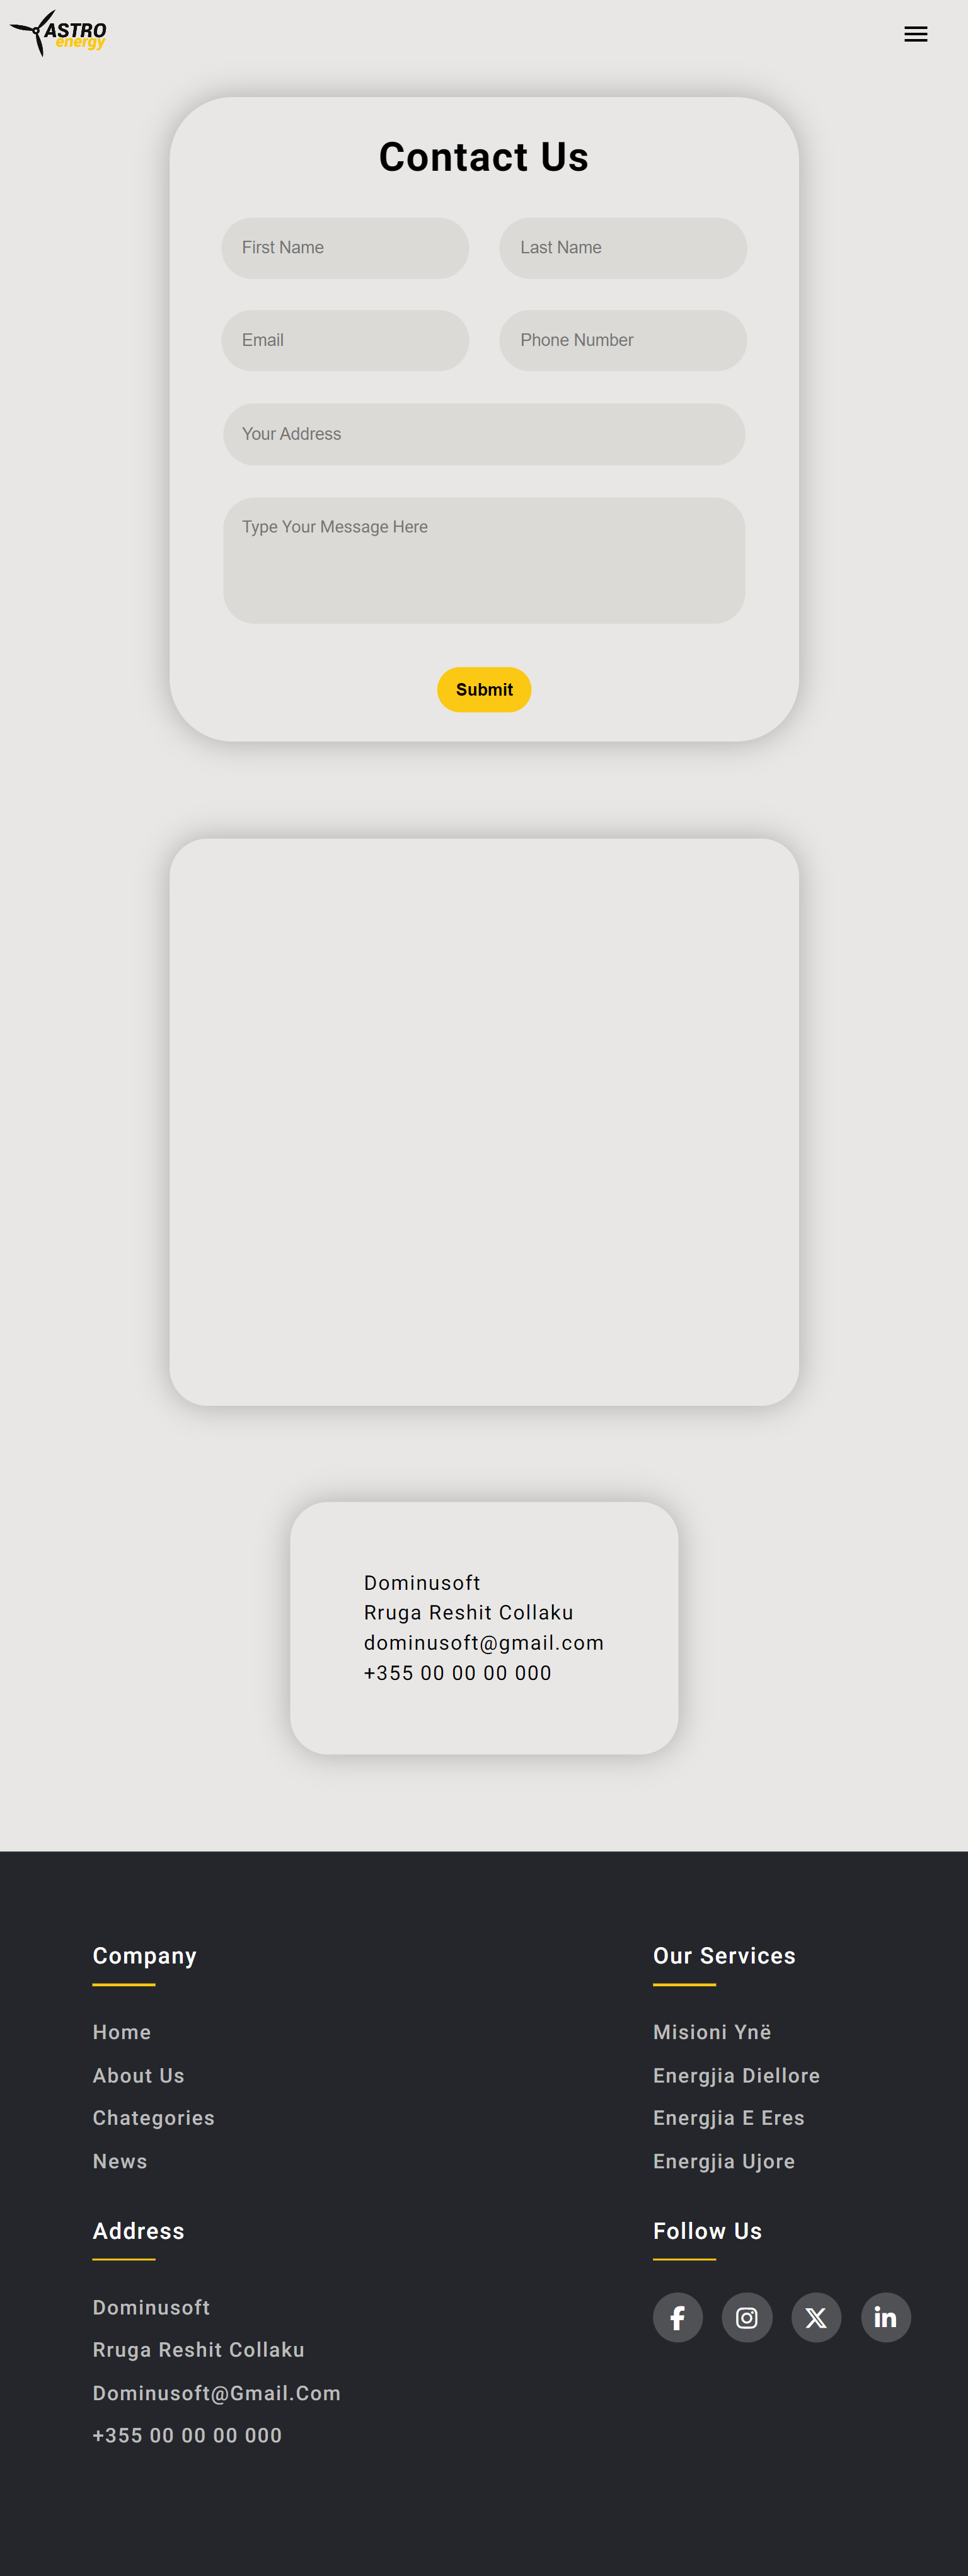 ASTRO
energy
Contact Us
First Name
Last Name
Email
Phone Number
Your Address
Type Your Message Here
Submit
Dominusoft
Rruga Reshit Collaku
dominusoft@gmail.com
+355 00 00 00 000
Company
Home
About Us
Chategories
News
Our Services
Misioni Ynë
Energjia Diellore
Energjia E Eres
Energjia Ujore
Address
Dominusoft
Rruga Reshit Collaku
Dominusoft@Gmail.Com
+355 00 00 00 000
Follow Us